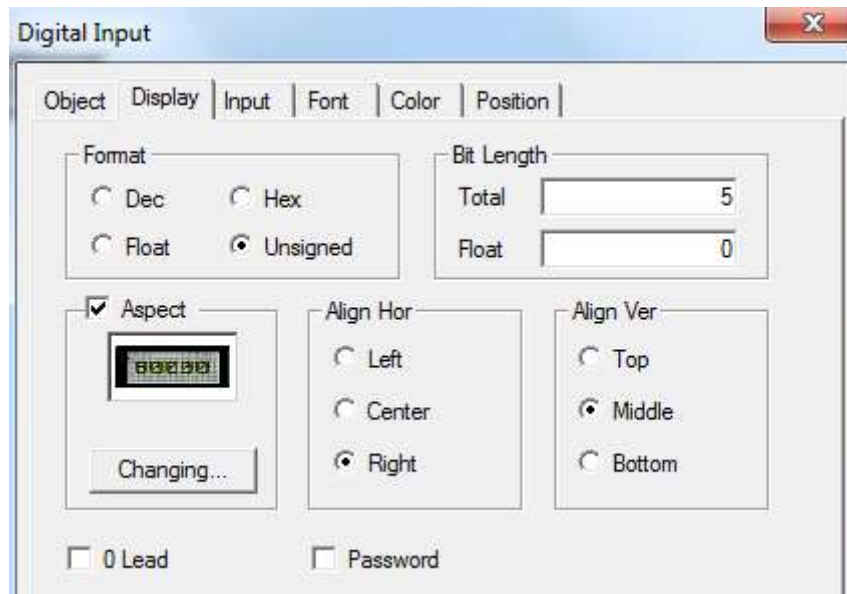 Digital Input
Object Display Input Font Color Position
Format
Dec Hex
Float Unsigned
Bit Length
Total 5
Float 0
Aspect
Changing...
Align Hor
Left
Center
Right
Align Ver
Top
Middle
Bottom
0 Lead Password